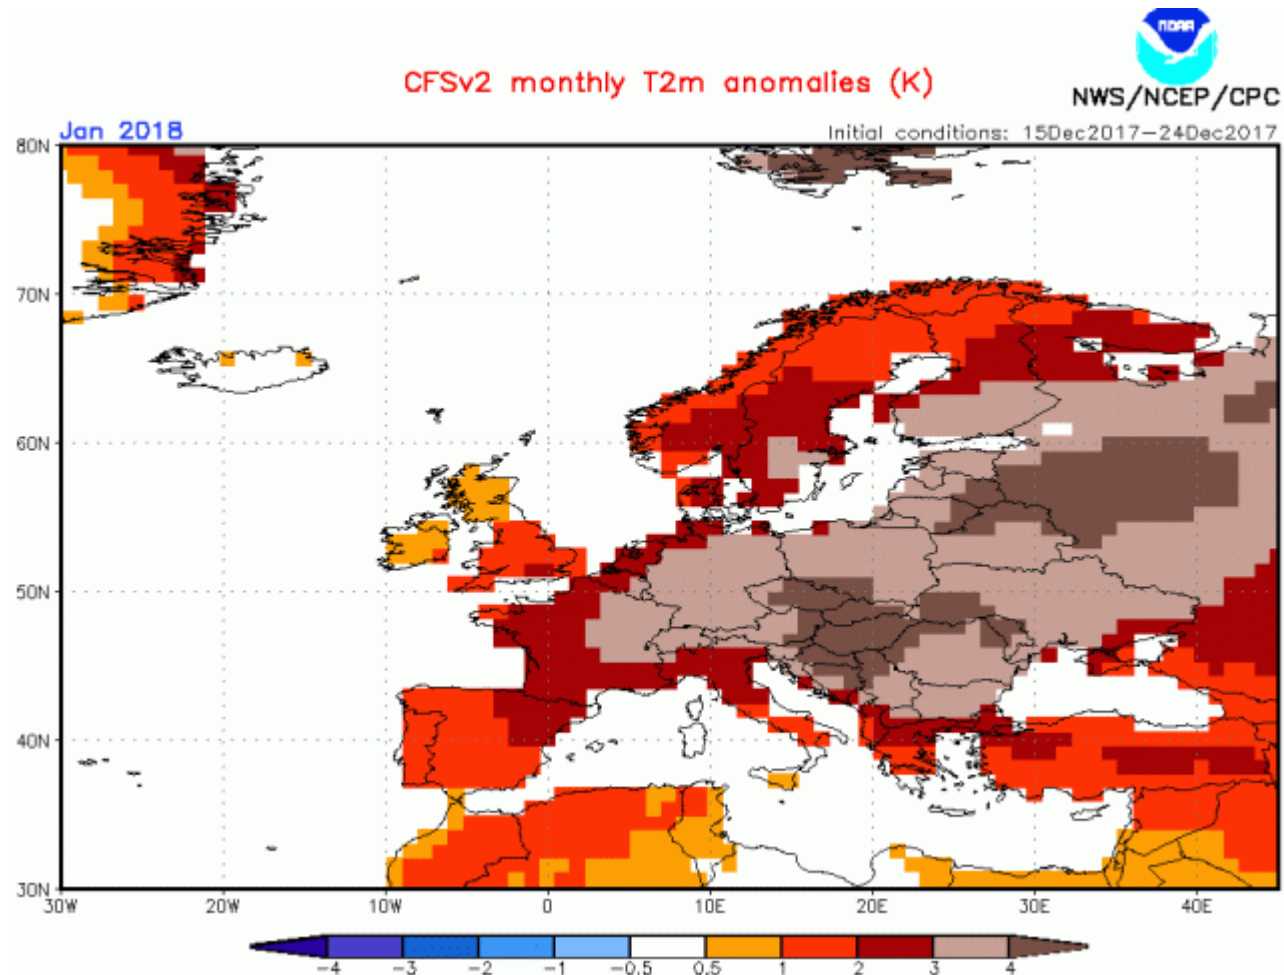 NOAA
CFSv2 monthly T2m anomalies (K)
NWS/NCEP/CPC
Jan 2018
Initial conditions: 15Dec2017-24Dec2017
80N
70N
60N
50N
40N
30N
30W 20W 10W 0 10E 20E 30E 40E
-4 -3 -2 -1 -0.5 0.5 1 2 3 4